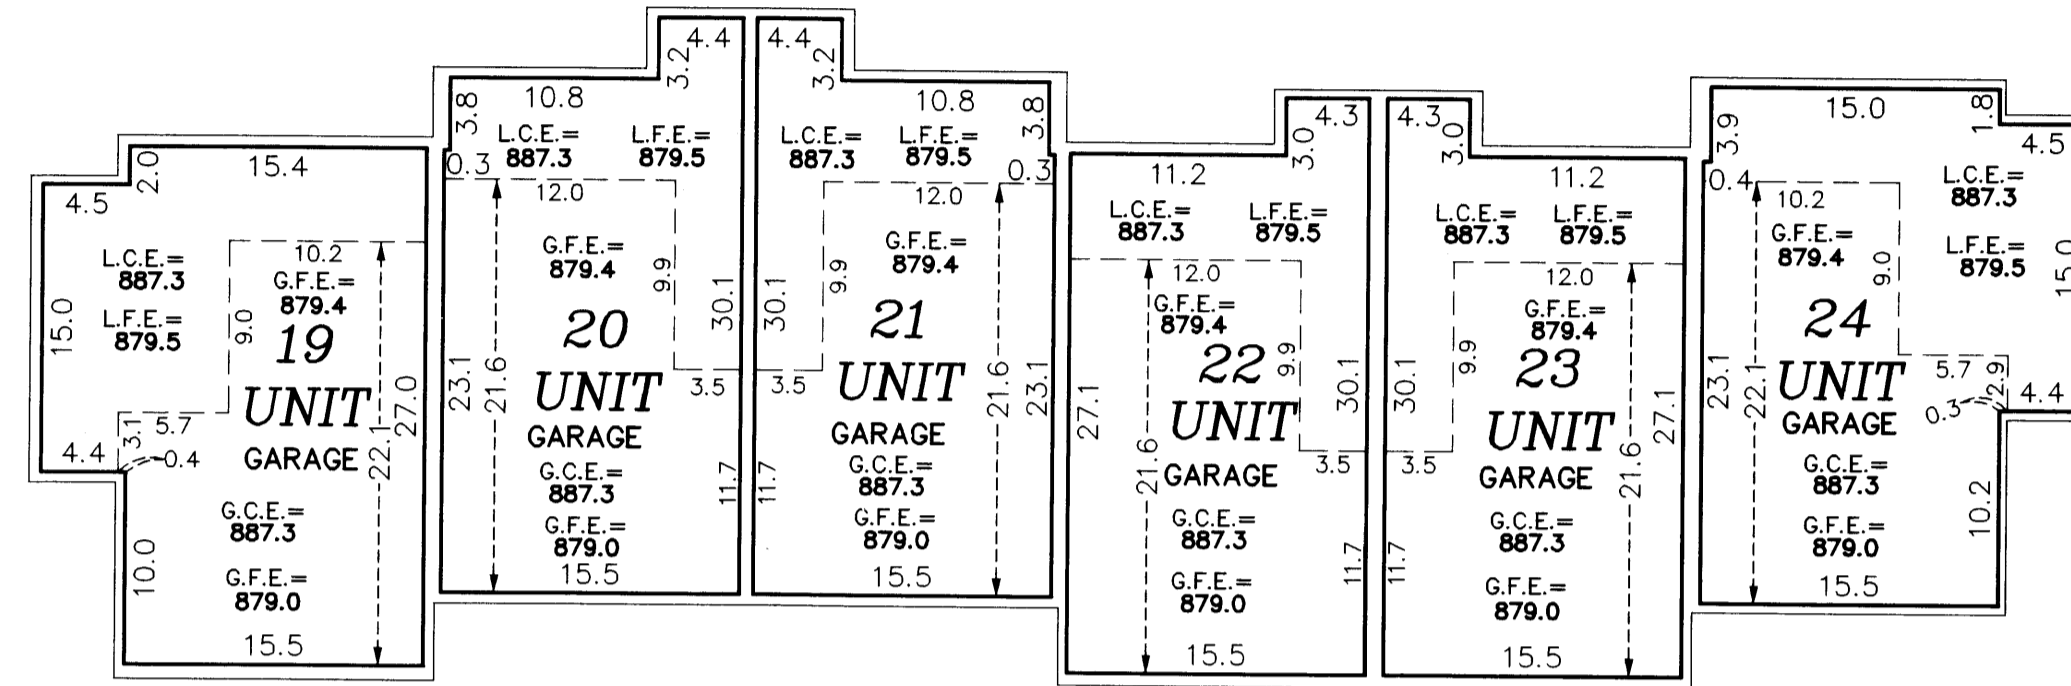 4.5
2.0
15.4
L.C.E.=
887.3
L.F.E.=
879.5
15.0
10.2
G.F.E.=
879.4
9.0
19
UNIT
GARAGE
3.1
5.7
4.4
0.4
22.1
27.0
G.C.E.=
887.3
10.0
G.F.E.=
879.0
15.5
4.4
3.2
10.8
3.8
L.C.E.=
887.3
L.F.E.=
879.5
0.3
12.0
G.F.E.=
879.4
9.9
20
30.1
23.1
21.6
UNIT
3.5
GARAGE
G.C.E.=
887.3
11.7
G.F.E.=
879.0
15.5
4.4
3.2
10.8
3.8
L.C.E.=
887.3
L.F.E.=
879.5
0.3
12.0
G.F.E.=
879.4
9.9
30.1
21
UNIT
3.5
21.6
23.1
GARAGE
G.C.E.=
887.3
11.7
G.F.E.=
879.0
15.5
4.3
3.0
11.2
L.C.E.=
887.3
L.F.E.=
879.5
12.0
G.F.E.=
879.4
22
9.9
30.1
27.1
UNIT
21.6
3.5
GARAGE
G.C.E.=
887.3
11.7
G.F.E.=
879.0
15.5
4.3
3.0
11.2
L.C.E.=
887.3
L.F.E.=
879.5
12.0
G.F.E.=
879.4
9.9
23
30.1
27.1
UNIT
3.5
21.6
GARAGE
G.C.E.=
887.3
11.7
G.F.E.=
879.0
15.5
15.0
1.8
3.9
4.5
0.4
10.2
L.C.E.=
887.3
G.F.E.=
879.4
9.0
L.F.E.=
879.5
15.0
24
23.1
22.1
UNIT
5.7
2.9
0.3
4.4
GARAGE
G.C.E.=
887.3
10.2
G.F.E.=
879.0
15.5